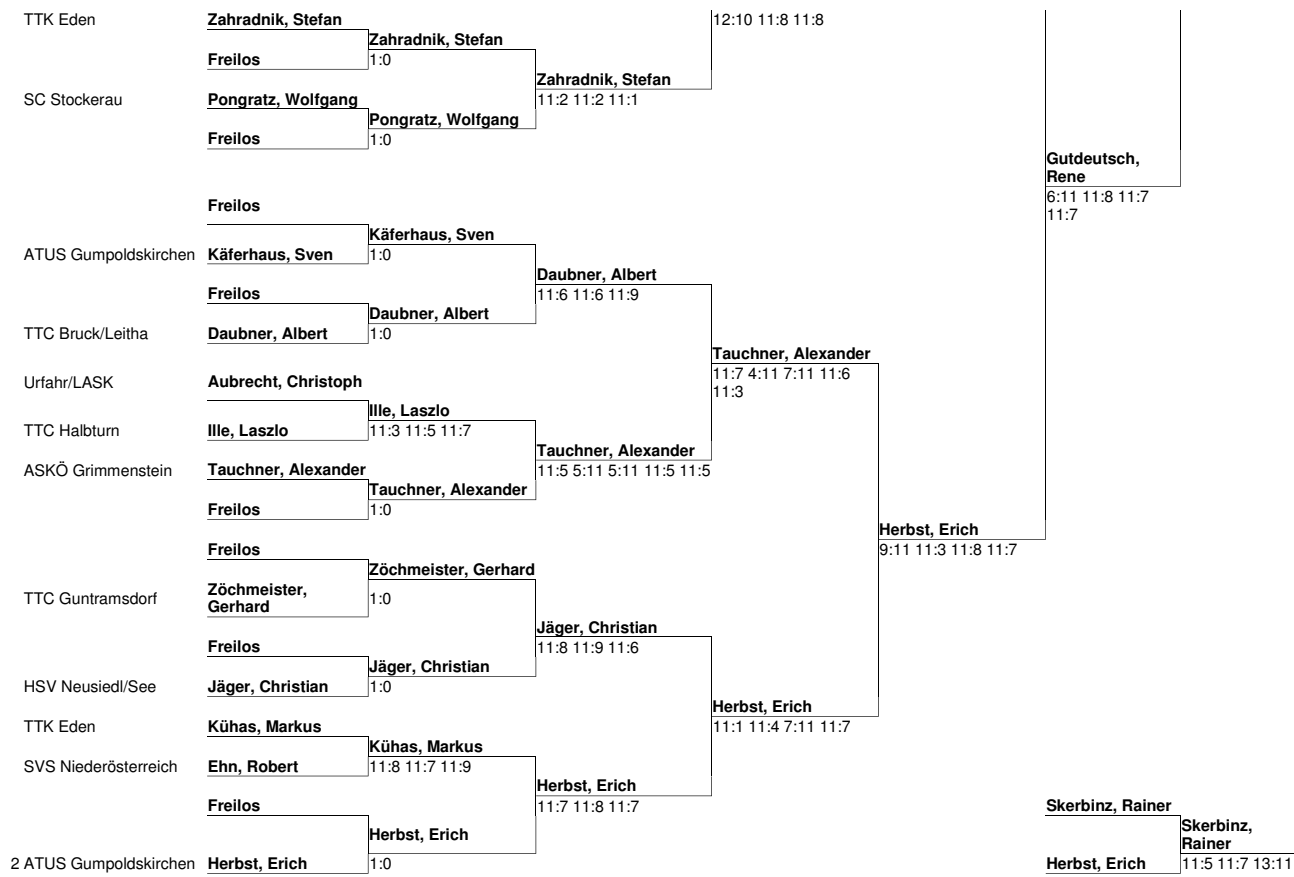 TTK Eden Zahradnik, Stefan 12:10 11:8 11:8
Zahradnik, Stefan
Freilos 1:0
Zahradnik, Stefan
SC Stockerau Pongratz, Wolfgang 11:2 11:2 11:1
Pongratz, Wolfgang
Freilos 1:0
Gutdeutsch,
Rene
6:11 11:8 11:7
11:7
Freilos
Käferhaus, Sven
ATUS Gumpoldskirchen Käferhaus, Sven 1:0
Daubner, Albert
Freilos 11:6 11:6 11:9
Daubner, Albert
TTC Bruck/Leitha Daubner, Albert 1:0
Tauchner, Alexander
11:7 4:11 7:11 11:6
11:3
Urfahr/LASK Aubrecht, Christoph
Ille, Laszlo
TTC Halbturn Ille, Laszlo 11:3 11:5 11:7
Tauchner, Alexander
ASKÖ Grimmenstein Tauchner, Alexander 11:5 5:11 5:11 11:5 11:5
Tauchner, Alexander
Freilos 1:0
Herbst, Erich
Freilos 9:11 11:3 11:8 11:7
Zöchmeister, Gerhard
TTC Guntramsdorf Zöchmeister,
Gerhard 1:0
Jäger, Christian
Freilos 11:8 11:9 11:6
Jäger, Christian
HSV Neusiedl/See Jäger, Christian 1:0
Herbst, Erich
TTK Eden Kühas, Markus 11:1 11:4 7:11 11:7
Kühas, Markus
SVS Niederösterreich Ehn, Robert 11:8 11:7 11:9
Herbst, Erich
Freilos 11:7 11:8 11:7 Skerbinz, Rainer
Herbst, Erich Skerbinz,
Rainer
2 ATUS Gumpoldskirchen Herbst, Erich 1:0 Herbst, Erich 11:5 11:7 13:11